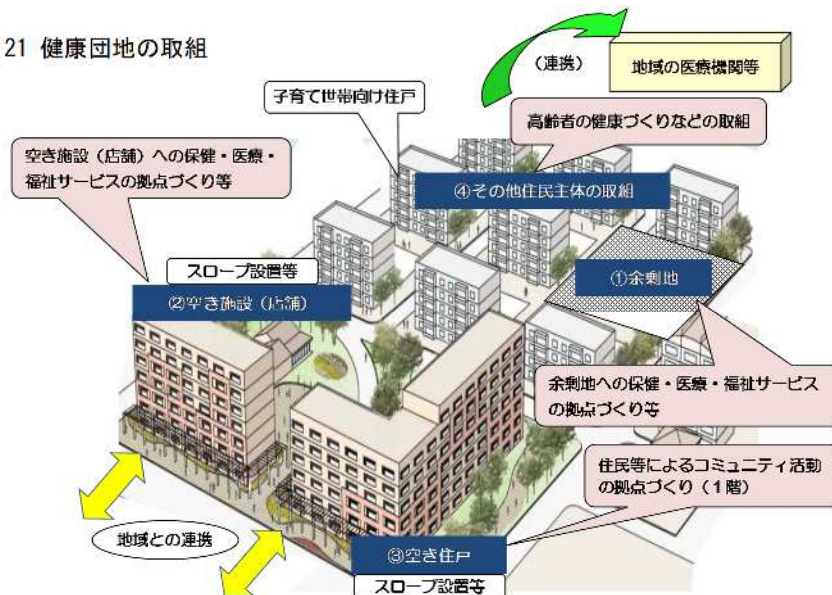 21 健康団地の取組
(連携)
地域の医療機関等
子育て世帯向け住戸
高齢者の健康づくりなどの取組
空き施設(店舗)への保健・医療・
福祉サービスの拠点づくり等
④その他住民主体の取組
スロープ設置等
①余剰地
②空き施設(店舗)
余剰地への保健・医療・福祉サービス
の拠点づくり等
住民等によるコミュニティ活動
の拠点づくり(1階)
地域との連携
③空き住戸
スロープ設置等